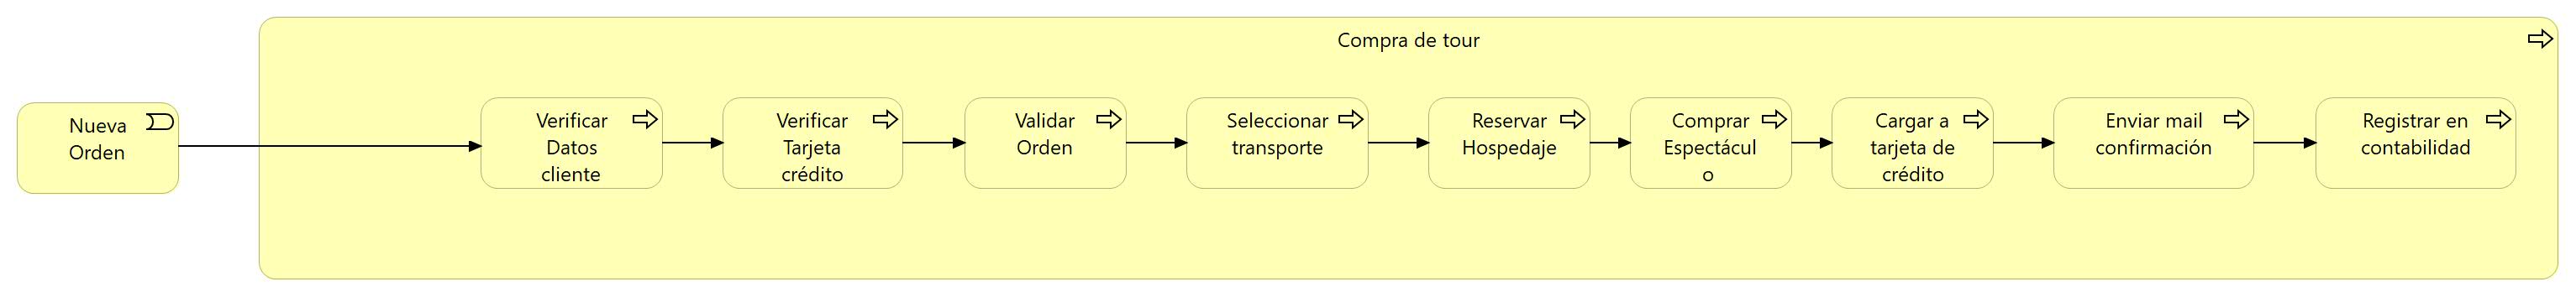 Compra de tour
Nueva
Orden
Verificar
Datos
cliente
Verificar
Tarjeta
crédito
Validar
Orden
Seleccionar
transporte
Reservar
Hospedaje
Comprar
Espectácul
o
Cargar a
tarjeta de
crédito
Enviar mail
confirmación
Registrar en
contabilidad